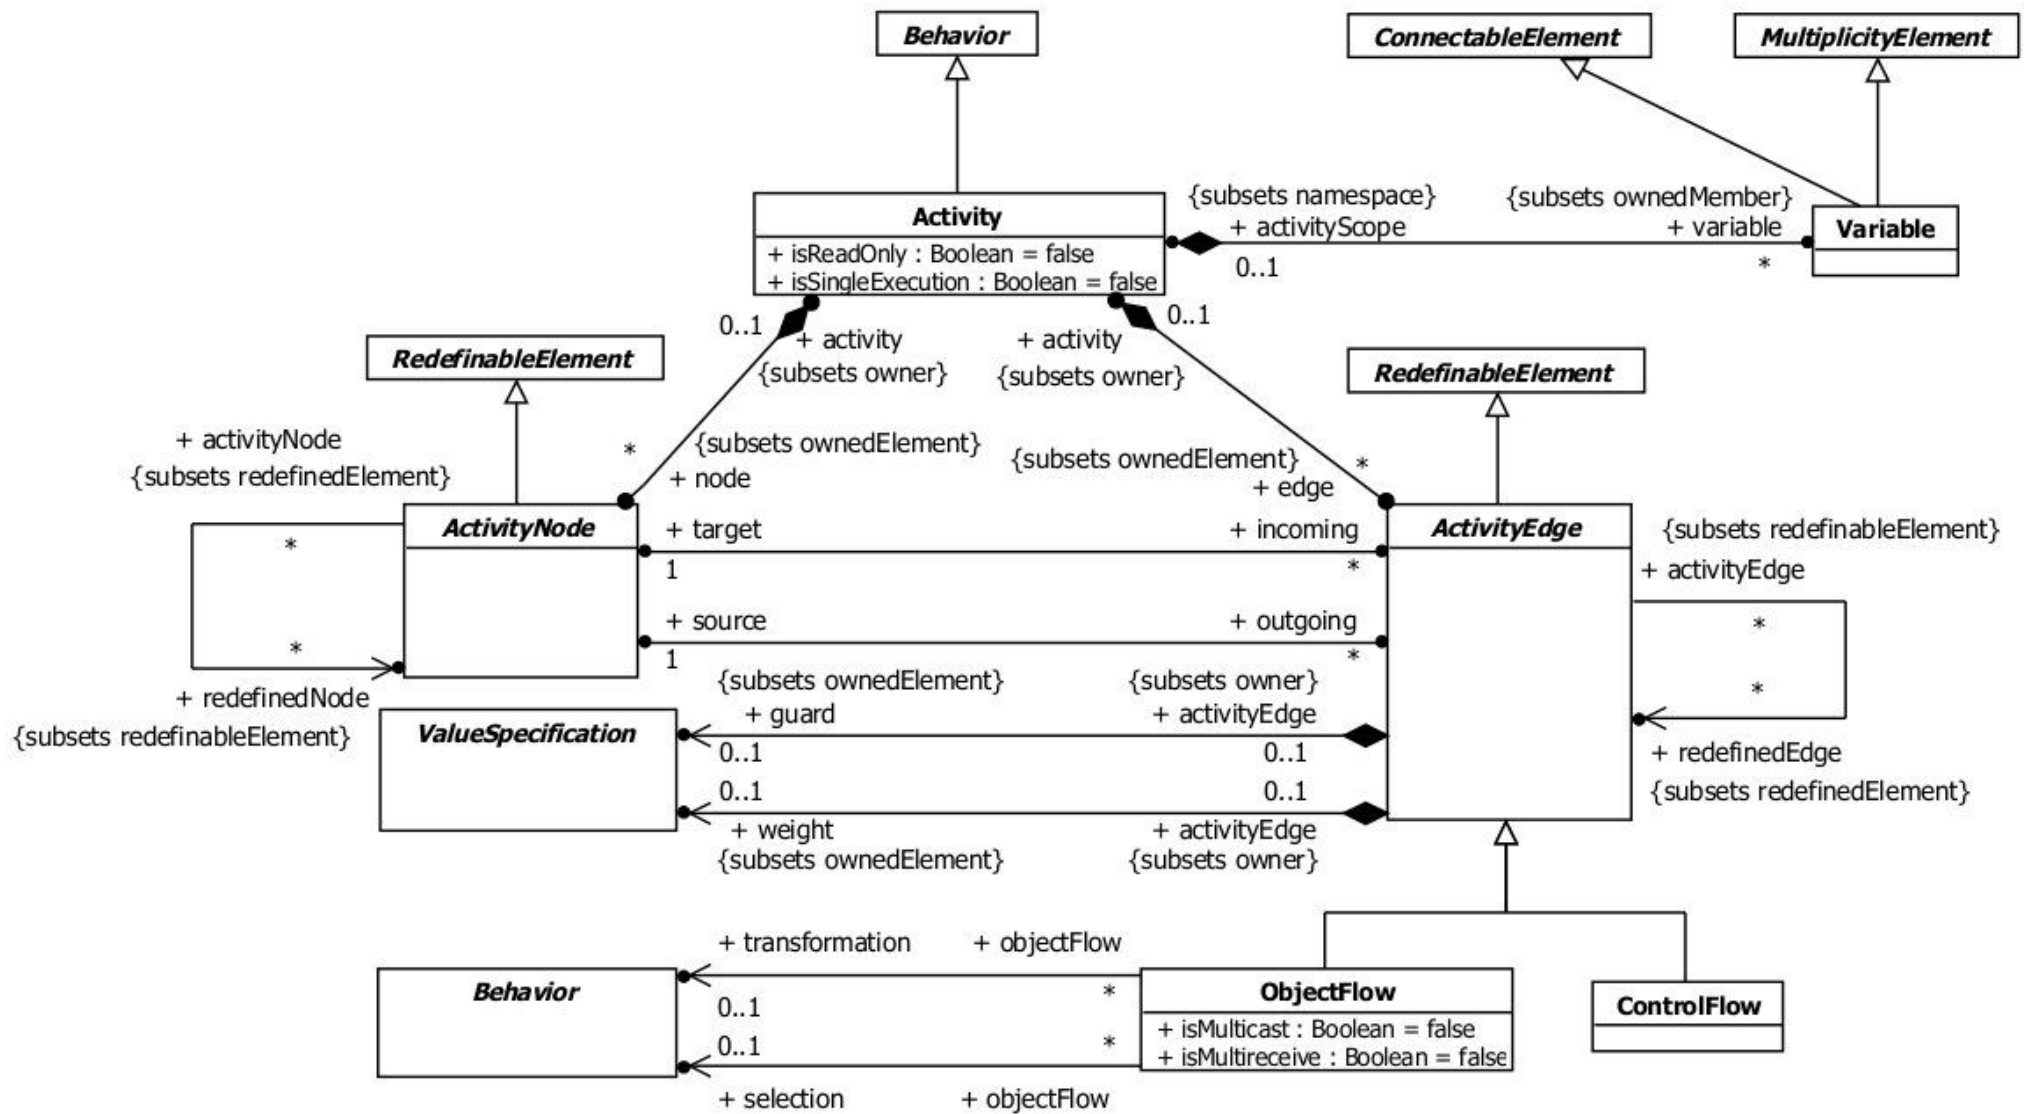 Behavior
ConnectableElement
MultiplicityElement
Activity
+ isReadOnly : Boolean = false
+ isSingleExecution : Boolean = false
{subsets namespace}
+ activityScope
0..1
{subsets ownedMember}
+ variable
*
Variable
0..1
+ activity
{subsets owner}
0..1
+ activity
{subsets owner}
RedefinableElement
RedefinableElement
+ activityNode
{subsets redefinedElement}
*
{subsets ownedElement}
+ node
{subsets ownedElement}
*
+ edge
ActivityNode
*
*
+ redefinedNode
{subsets redefinableElement}
+ target
1
+ incoming
*
+ source
1
+ outgoing
*
ActivityEdge
{subsets redefinableElement}
+ activityEdge
*
*
+ redefinedEdge
{subsets redefinedElement}
ValueSpecification
{subsets ownedElement}
+ guard
0..1
{subsets owner}
+ activityEdge
0..1
0..1
+ weight
{subsets ownedElement}
0..1
+ activityEdge
{subsets owner}
Behavior
+ transformation
0..1
+ objectFlow
*
0..1
+ selection
*
+ objectFlow
ObjectFlow
+ isMulticast : Boolean = false
+ isMultireceive : Boolean = false
ControlFlow